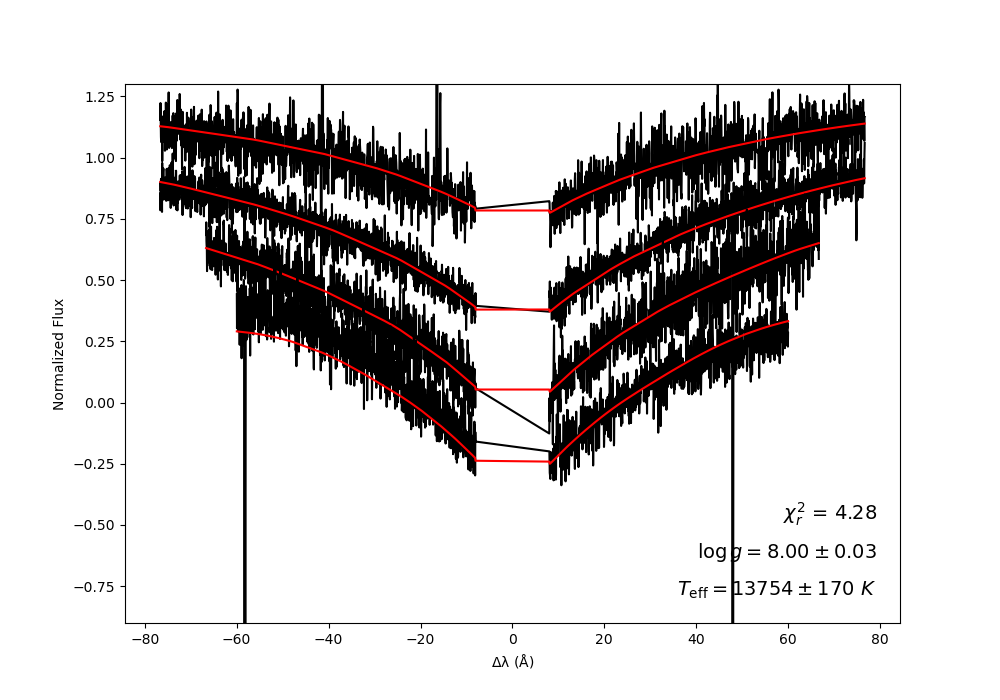 1.25
1.00
0.75
0.50
0.25
0.00
−0.25
−0.50
−0.75
Normalized Flux
−80 −60 −40 −20 0 20 40 60 80
Δλ (Å)
χ²ᵣ = 4.28
log g = 8.00 ± 0.03
T_eff = 13754 ± 170 K